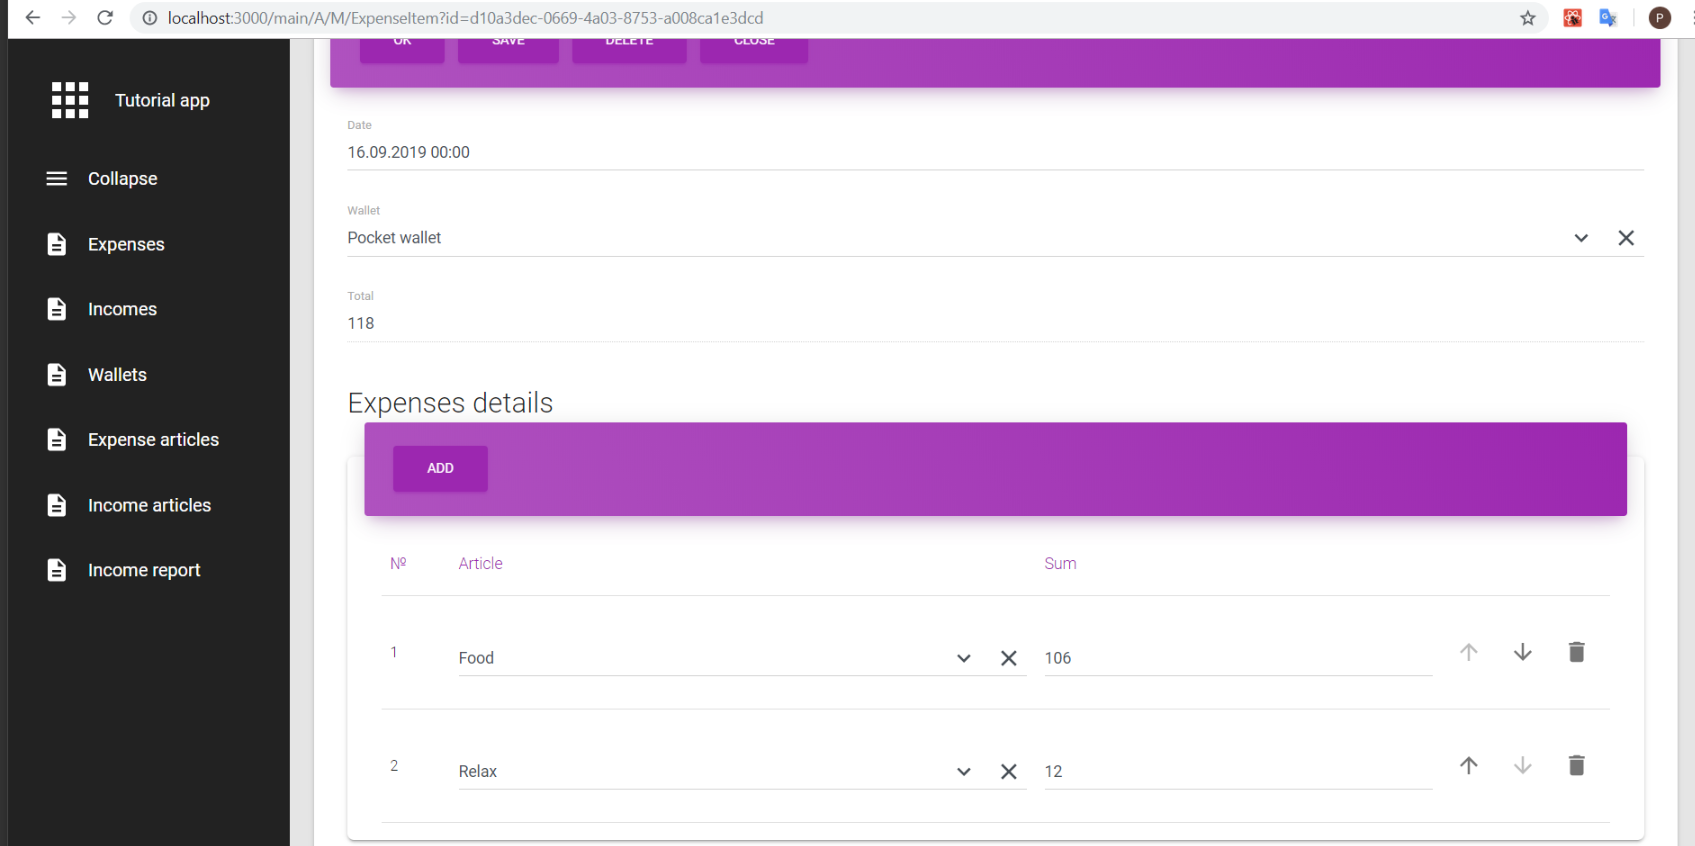 localhost:3000/main/A/M/ExpenseItem?id=d10a3dec-0669-4a03-8753-a008ca1e3dcd
P
Tutorial app
Collapse
Expenses
Incomes
Wallets
Expense articles
Income articles
Income report
OK SAVE DELETE CLOSE
Date
16.09.2019 00:00
Wallet
Pocket wallet
Total
118
Expenses details
ADD
№ Article Sum
1 Food 106
2 Relax 12